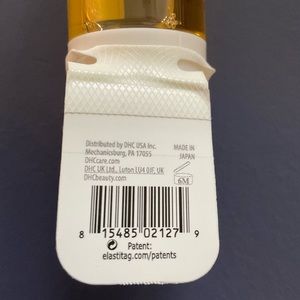 Distributed by DHC USA Inc.
Mechanicsburg, PA 17055
DHCcare.com
DHC UK Ltd., Luton LU4 0JF, UK
DHCbeauty.com
MADE IN
JAPAN
6M
8 15485 02127 9
Patent:
elastitag.com/patents